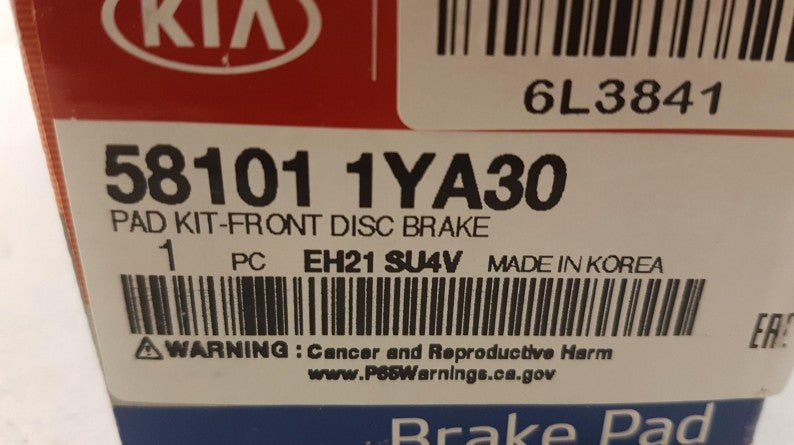 KIA
6L3841
58101 1YA30
PAD KIT-FRONT DISC BRAKE
1 PC EH21 SU4V MADE IN KOREA
WARNING : Cancer and Reproductive Harm
www.P65Warnings.ca.gov
Brake Pad